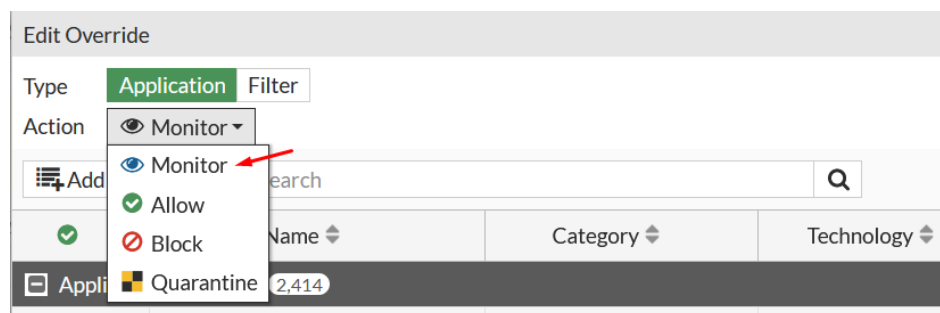 Edit Override
Type Application Filter
Action Monitor
Monitor
Add earch
Allow
Name Category Technology
Block
Appli 2,414
Quarantine